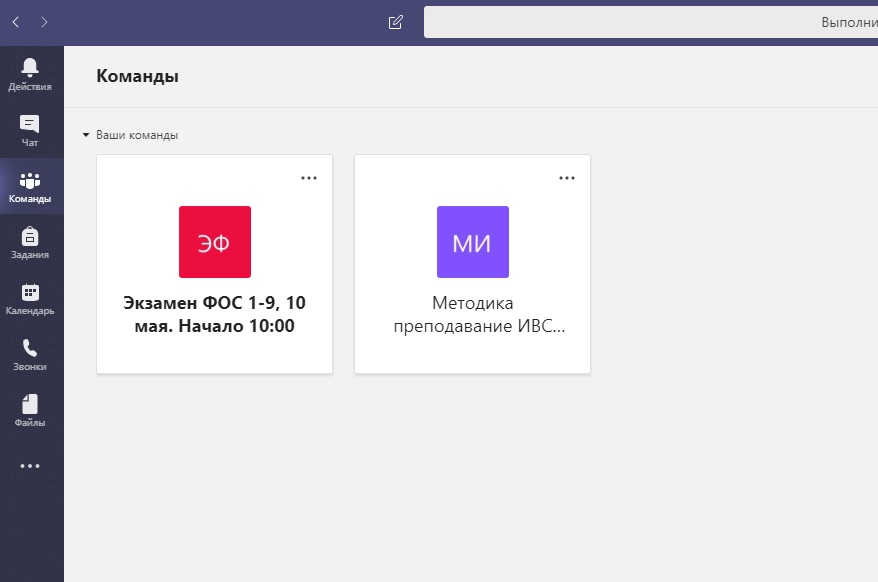 Выполни
Действия
Чат
Команды
Задания
Календарь
Звонки
Файлы
Команды
Ваши команды
ЭФ
Экзамен ФОС 1-9, 10
мая. Начало 10:00
МИ
Методика
преподавание ИВС...